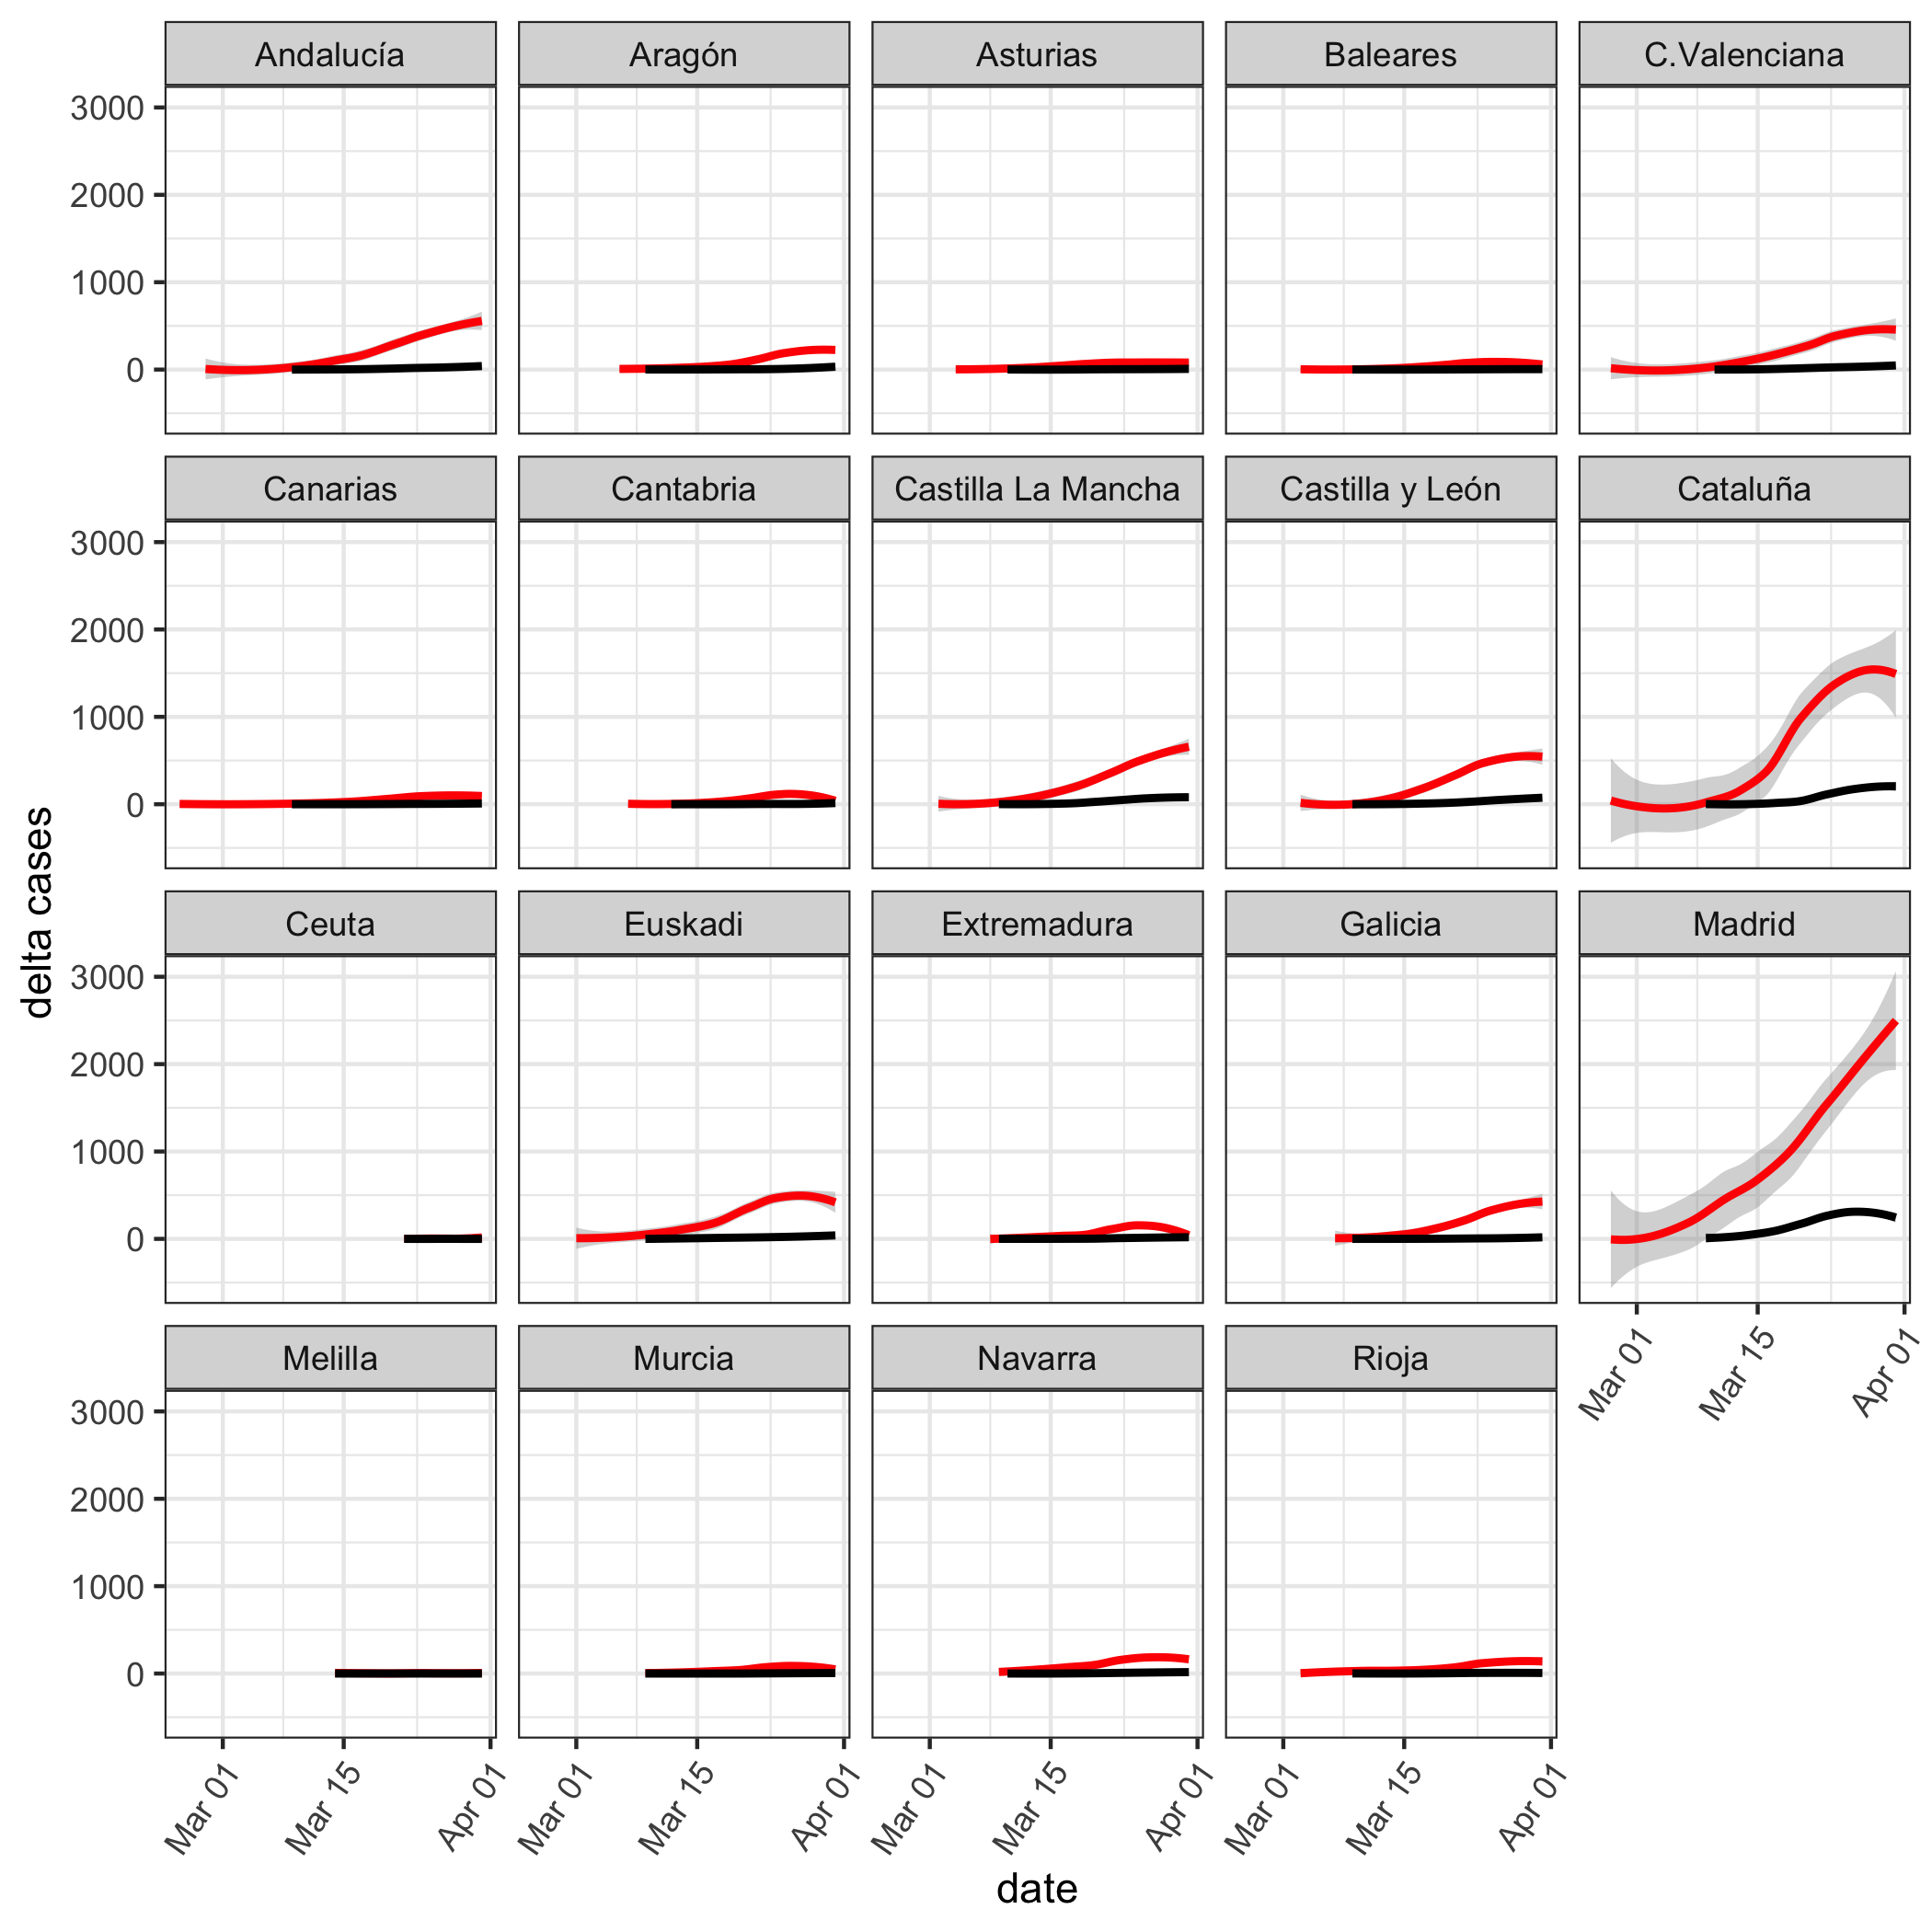 Andalucía Aragón Asturias Baleares C.Valenciana
3000
2000
1000
0
Canarias Cantabria Castilla La Mancha Castilla y León Cataluña
3000
2000
1000
0
delta cases
Ceuta Euskadi Extremadura Galicia Madrid
3000
2000
1000
0
Mar 01 Mar 15 Apr 01
Melilla Murcia Navarra Rioja
3000
2000
1000
0
Mar 01 Mar 15 Apr 01 Mar 01 Mar 15 Apr 01 Mar 01 Mar 15 Apr 01 Mar 01 Mar 15 Apr 01
date